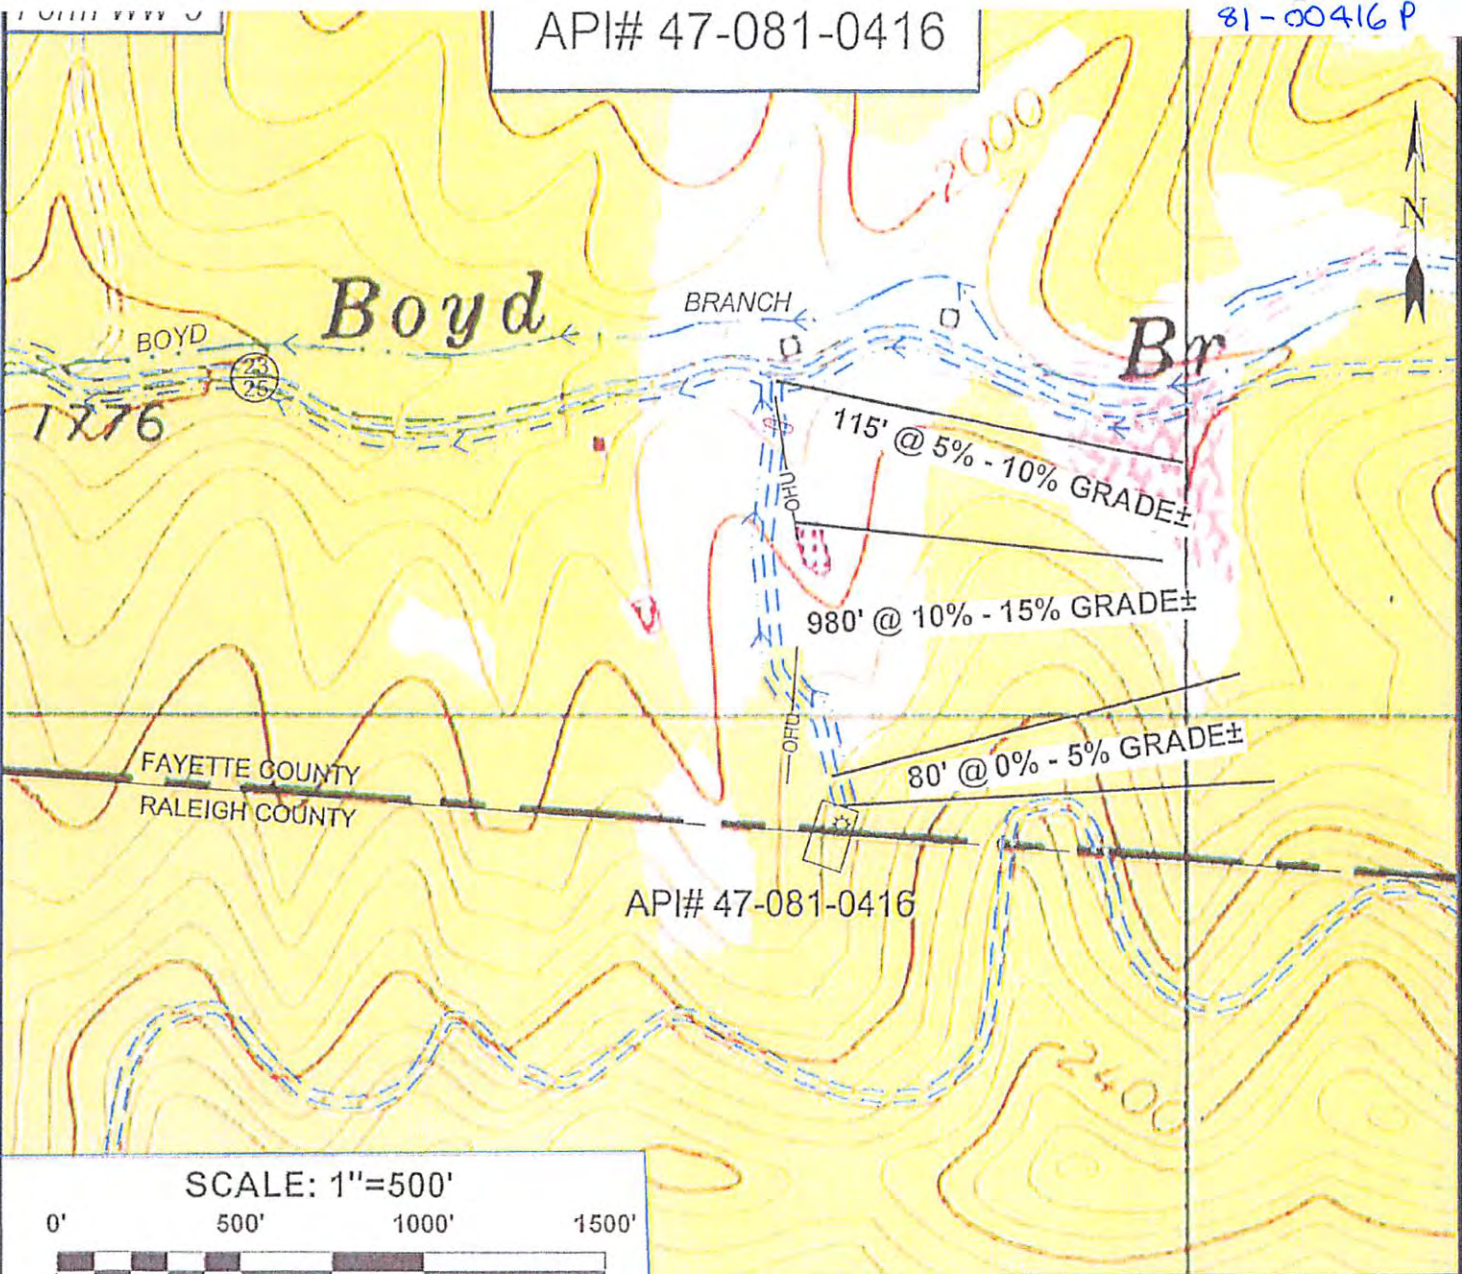 81-00416 P
API# 47-081-0416
2000
N
Boyd
BRANCH
BOYD
Br
23
25
1776
115' @ 5% - 10% GRADE±
OHU
980' @ 10% - 15% GRADE±
OHU
80' @ 0% - 5% GRADE±
FAYETTE COUNTY
RALEIGH COUNTY
API# 47-081-0416
2400
SCALE: 1"=500'
0' 500' 1000' 1500'